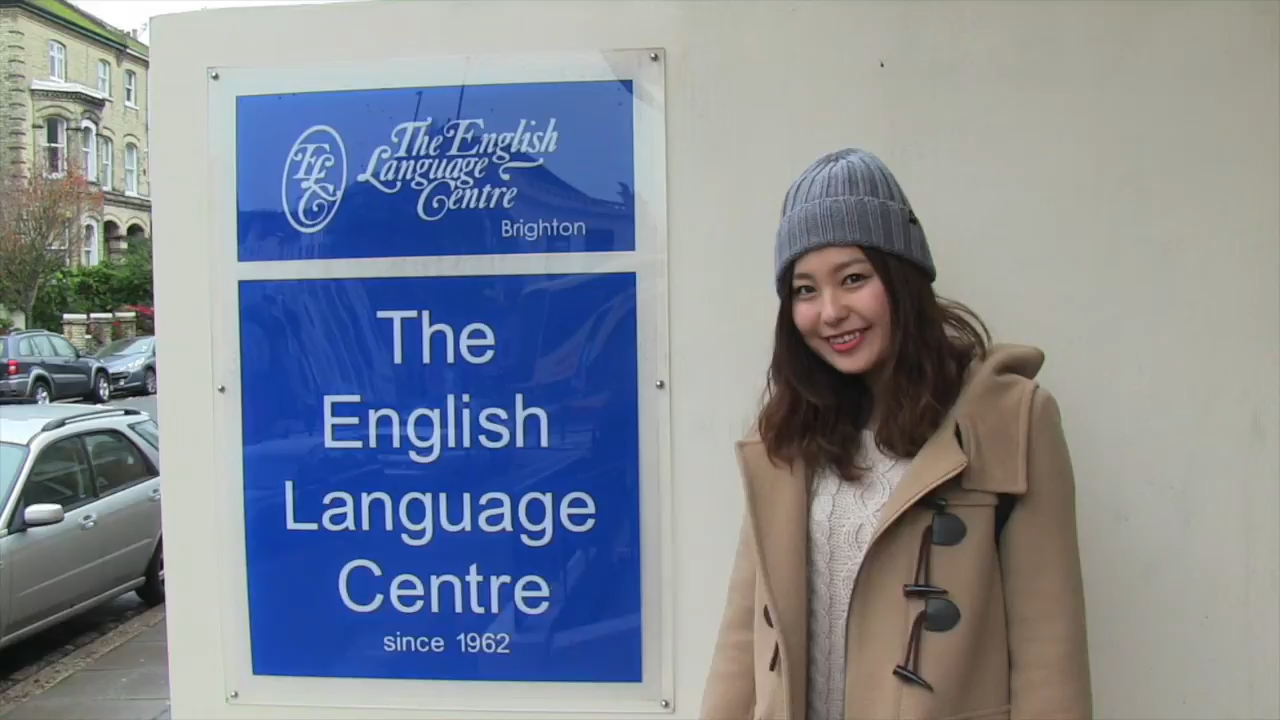 ELC
The English
Language
Centre
Brighton
The
English
Language
Centre
since 1962